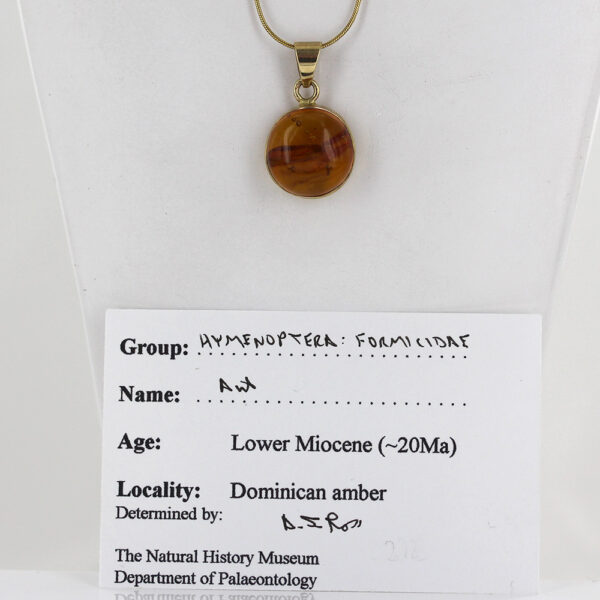 Group: HYMENOPTERA: FORMICIDAE
Name: Ant
Age: Lower Miocene (~20Ma)
Locality: Dominican amber
Determined by: A.J.Ross
The Natural History Museum
Department of Palaeontology